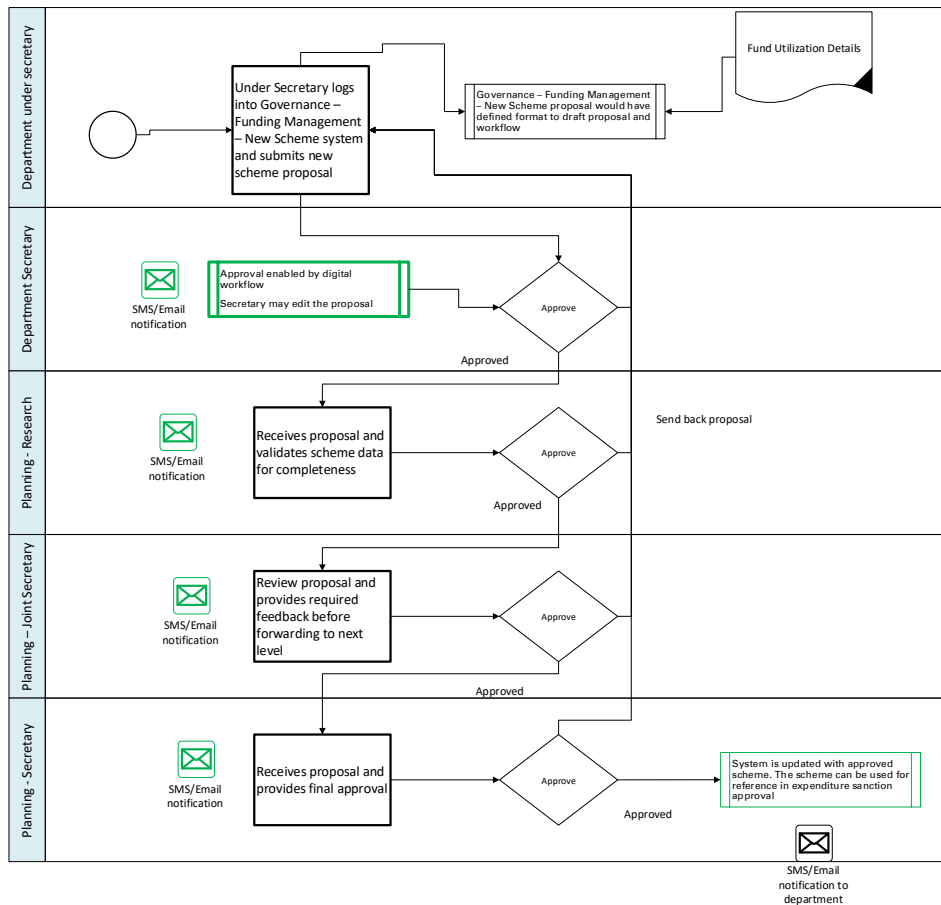 Department under secretary
Fund Utilization Details
Under Secretary logs
into Governance –
Funding Management
– New Scheme system
and submits new
scheme proposal
Governance – Funding Management
– New Scheme proposal would have
defined format to draft proposal and
workflow
Department Secretary
SMS/Email
notification
Approval enabled by digital
workflow
Secretary may edit the proposal
Approve
Approved
Planning - Research
SMS/Email
notification
Receives proposal and
validates scheme data
for completeness
Approve
Send back proposal
Approved
Planning – Joint Secretary
SMS/Email
notification
Review proposal and
provides required
feedback before
forwarding to next
level
Approve
Approved
Planning - Secretary
SMS/Email
notification
Receives proposal and
provides final approval
Approve
Approved
System is updated with approved
scheme. The scheme can be used for
reference in expenditure sanction
approval
SMS/Email
notification to
department